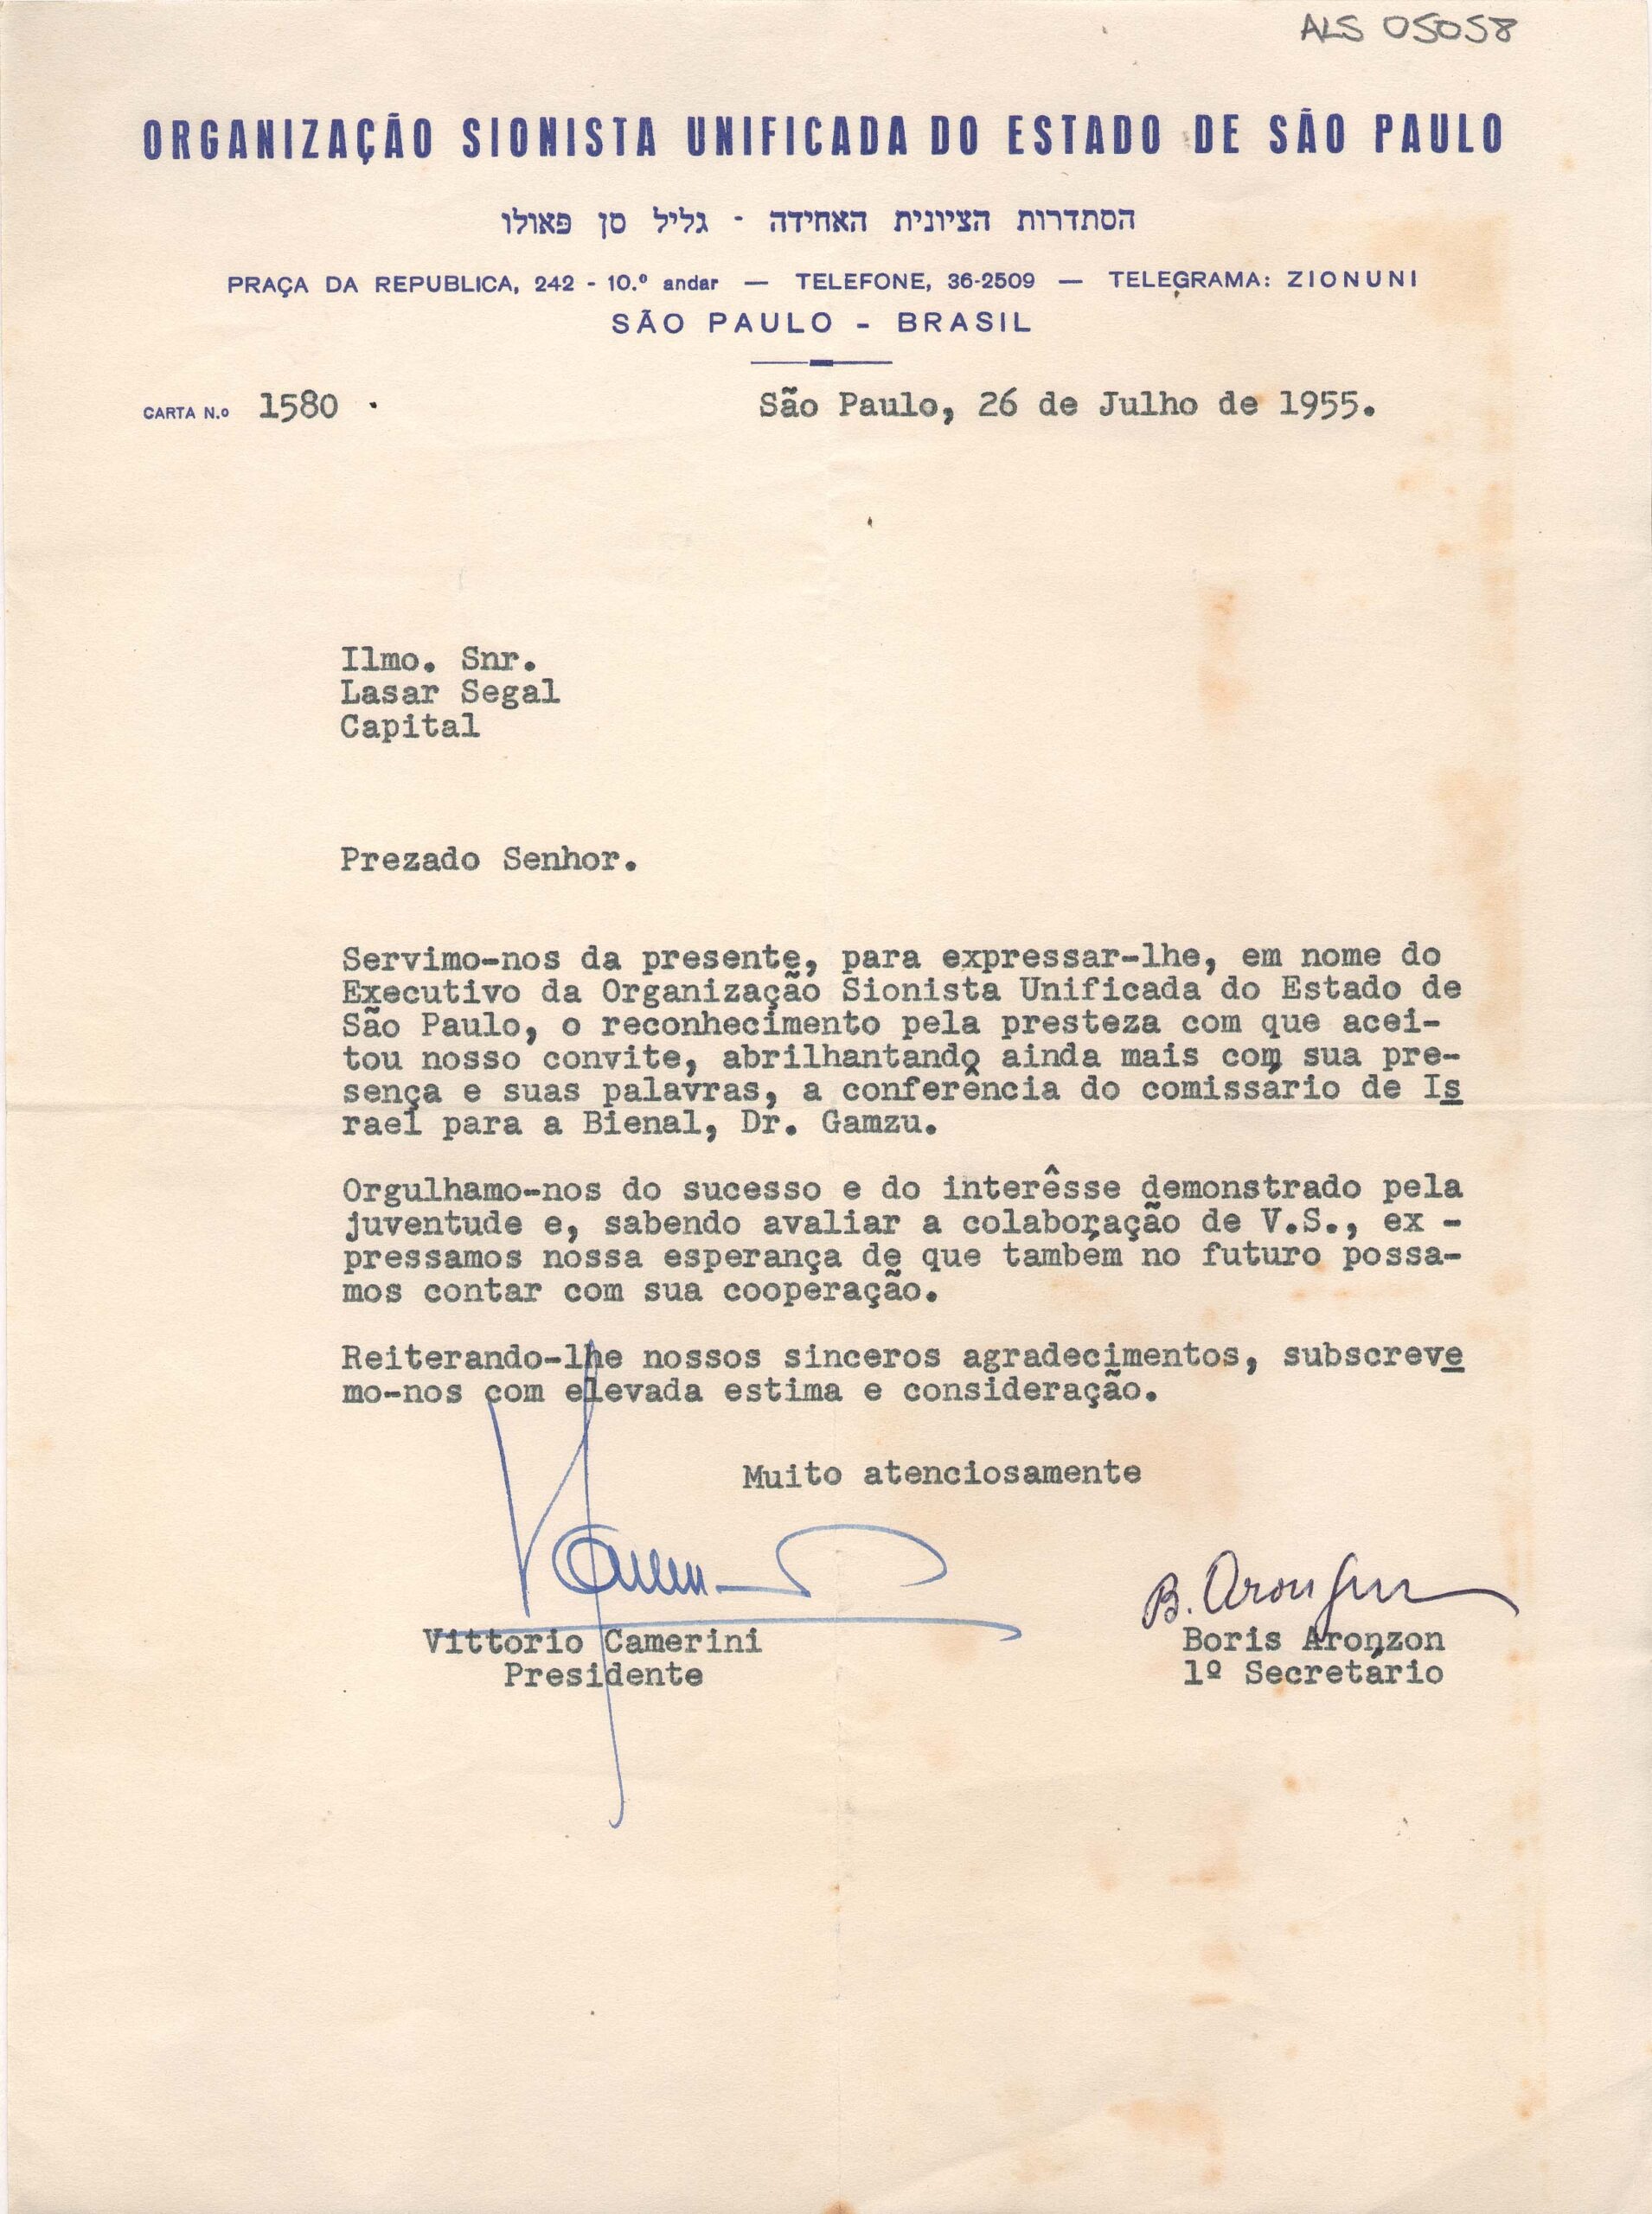 ALS 05058
ORGANIZAÇÃO SIONISTA UNIFICADA DO ESTADO DE SÃO PAULO
הסתדרות הציונית האחידה - גליל סן פאולו
PRAÇA DA REPUBLICA, 242 - 10.º andar — TELEFONE, 36-2509 — TELEGRAMA: ZIONUNI
SÃO PAULO - BRASIL
CARTA N.º 1580 São Paulo, 26 de Julho de 1955.
Ilmo. Snr.
Lasar Segal
Capital
Prezado Senhor.
Servimo-nos da presente, para expressar-lhe, em nome do
Executivo da Organização Sionista Unificada do Estado de
São Paulo, o reconhecimento pela presteza com que acei-
tou nosso convite, abrilhantando ainda mais com sua pre-
sença e suas palavras, a conferência do comissário de Is
rael para a Bienal, Dr. Gamzu.
Orgulhamo-nos do sucesso e do interêsse demonstrado pela
juventude e, sabendo avaliar a colaboração de V.S., ex -
pressamos nossa esperança de que também no futuro possa-
mos contar com sua cooperação.
Reiterando-lhe nossos sinceros agradecimentos, subscreve
mo-nos com elevada estima e consideração.
Muito atenciosamente
B. Aronzon
Vittorio Camerini Boris Aronzon
Presidente 1º Secretário